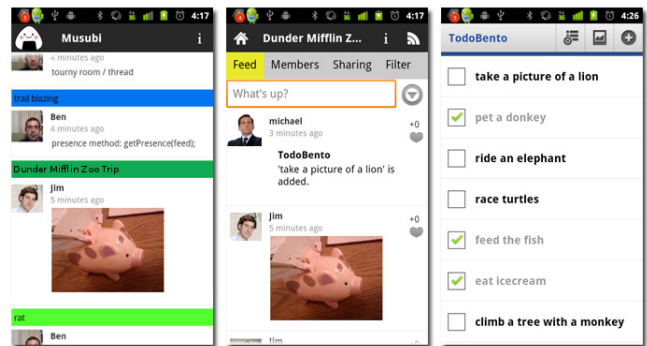 4:17
Musubi
i
4 minutes ago
tourny room / thread
trail blazing
Ben
4 minutes ago
presence method: getPresence(feed);
Dunder Mifflin Zoo Trip
Jim
5 minutes ago
rat
Ben
4:17
Dunder Mifflin Z...
i
Feed Members Sharing Filter
What's up?
michael
3 minutes ago
+0
TodoBento
'take a picture of a lion' is
added.
Jim
5 minutes ago
+0
4:26
TodoBento
take a picture of a lion
pet a donkey
ride an elephant
race turtles
feed the fish
eat icecream
climb a tree with a monkey